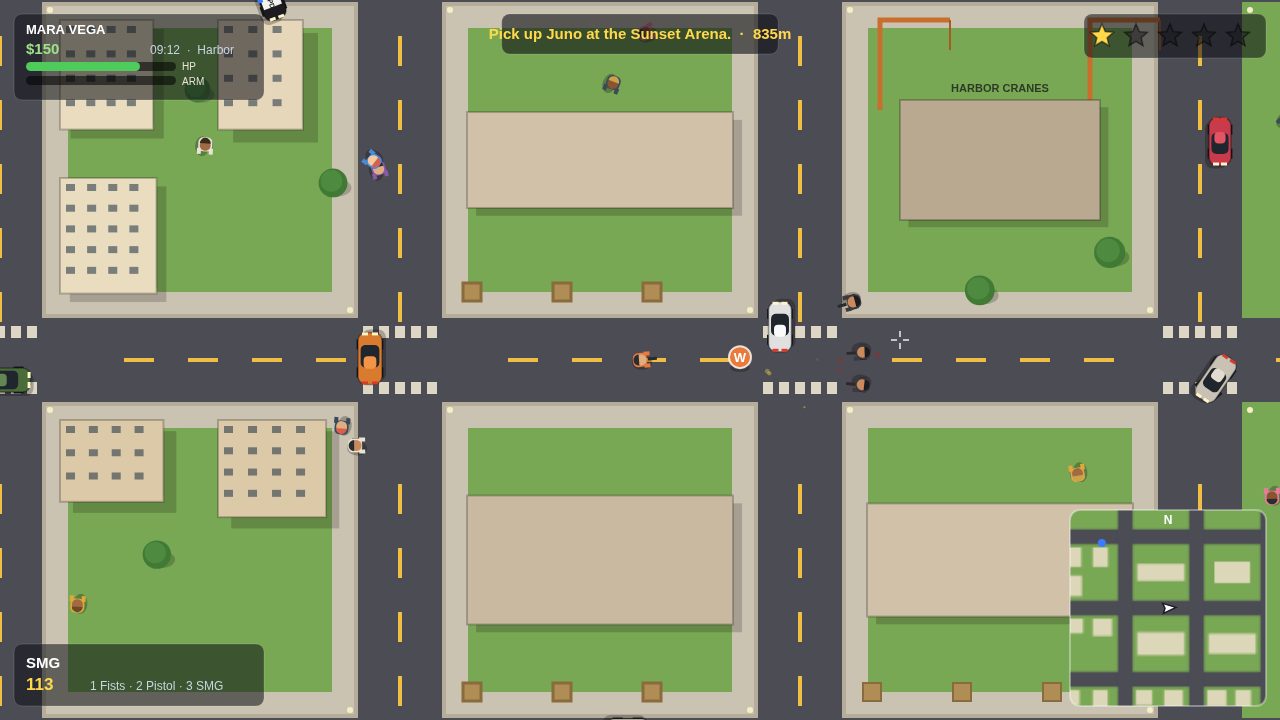 MARA VEGA
$150
09:12 · Harbor
HP
ARM
Pick up Juno at the Sunset Arena. · 835m
HARBOR CRANES
W
N
SMG
113
1 Fists · 2 Pistol · 3 SMG